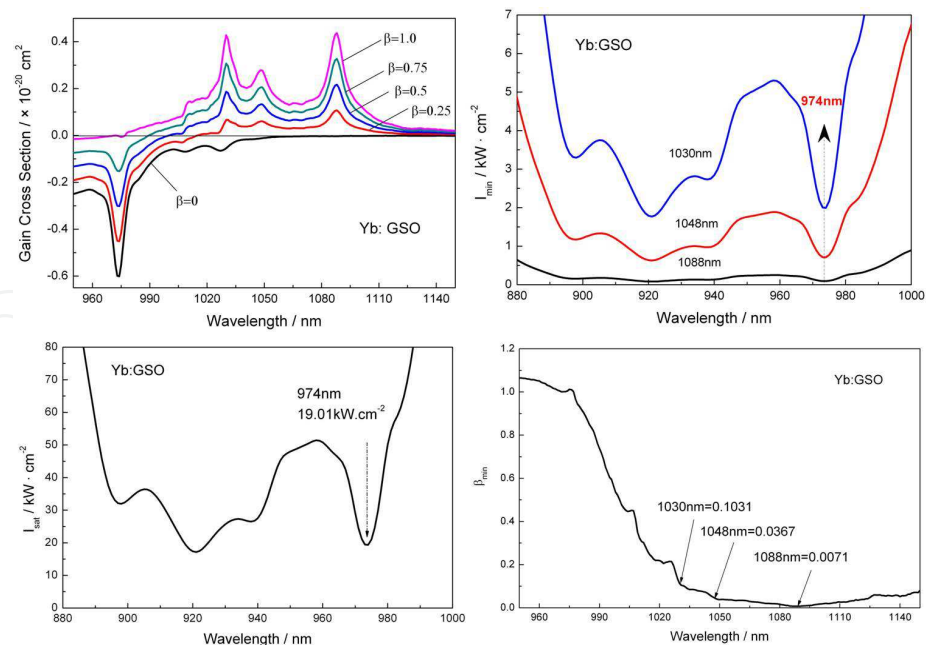 Gain Cross Section / × 10⁻²⁰ cm²
0.4
0.2
0.0
-0.2
-0.4
-0.6
β=1.0
β=0.75
β=0.5
β=0.25
β=0
Yb: GSO
960 990 1020 1050 1080 1110 1140
Wavelength / nm
I_min / kW · cm⁻²
7
6
5
4
3
2
1
0
Yb:GSO
974nm
1030nm
1048nm
1088nm
880 900 920 940 960 980 1000
Wavelength / nm
I_sat / kW · cm⁻²
80
70
60
50
40
30
20
10
0
Yb:GSO
974nm
19.01kW.cm⁻²
880 900 920 940 960 980 1000
Wavelength / nm
β_min
1.2
1.0
0.8
0.6
0.4
0.2
0.0
Yb:GSO
1030nm=0.1031
1048nm=0.0367
1088nm=0.0071
960 990 1020 1050 1080 1110 1140
Wavelength / nm